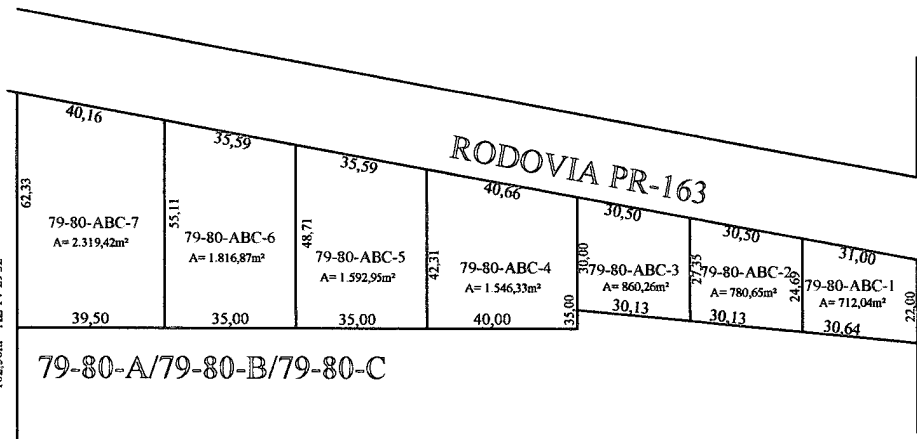 40,16
35,59
35,59
40,66
RODOVIA PR-163
30,50
30,50
31,00
62,33
79-80-ABC-7
A= 2.319,42m²
55,11
79-80-ABC-6
A= 1.816,87m²
48,71
79-80-ABC-5
A= 1.592,95m²
42,31
79-80-ABC-4
A= 1.546,33m²
30,00
35,00
79-80-ABC-3
A= 860,26m²
27,35
79-80-ABC-2
A= 780,65m²
24,69
79-80-ABC-1
A= 712,04m²
22,00
39,50
35,00
35,00
40,00
30,13
30,13
30,64
79-80-A/79-80-B/79-80-C